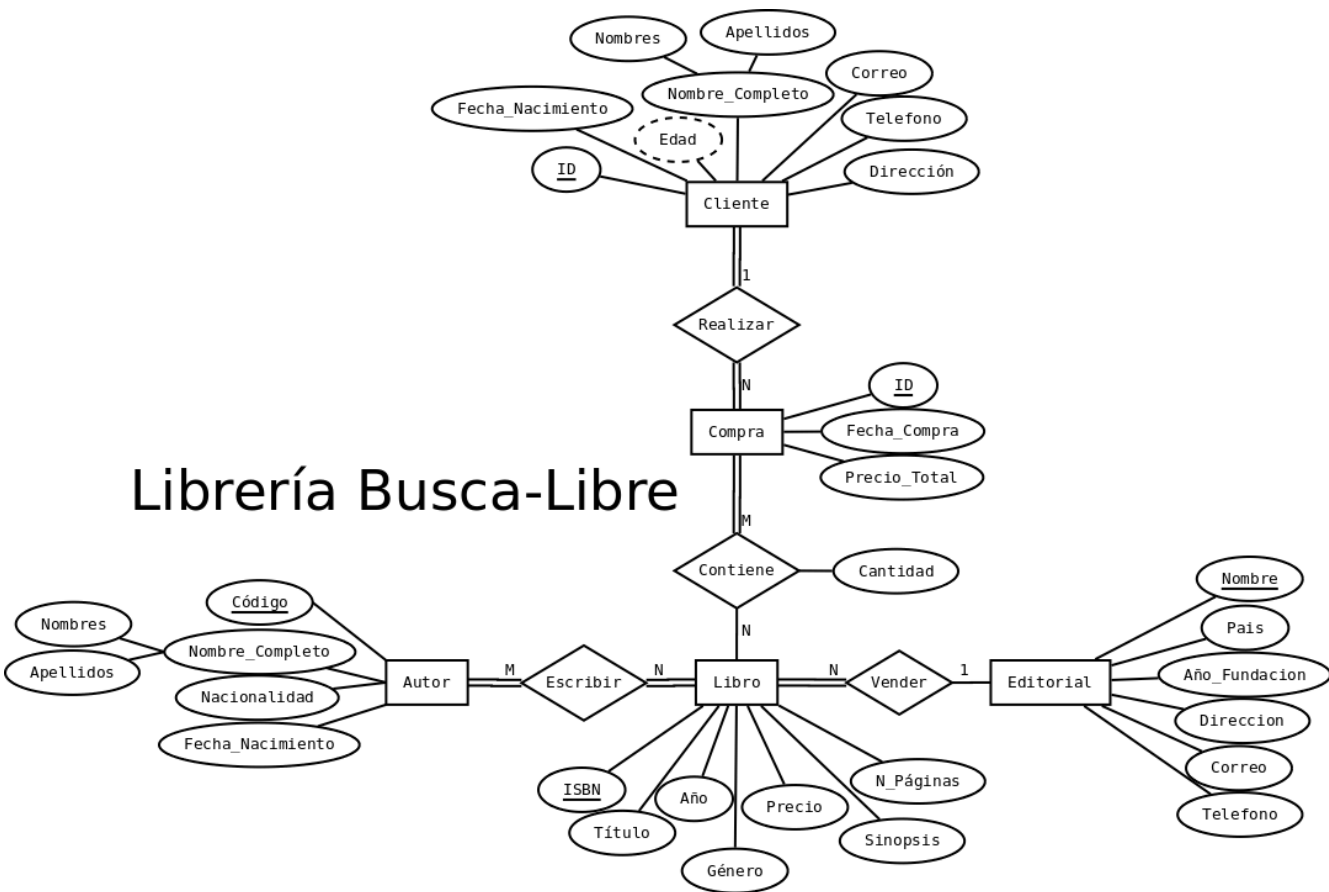 Nombres
Apellidos
Nombre_Completo
Correo
Fecha_Nacimiento
Telefono
Edad
ID
Dirección
Cliente
1
Realizar
N
ID
Compra
Fecha_Compra
Precio_Total
Librería Busca-Libre
M
Contiene
Cantidad
Código
Nombres
Nombre_Completo
Apellidos
Nacionalidad
Fecha_Nacimiento
Autor
M
Escribir
N
N
Libro
N
Vender
1
Editorial
Nombre
Pais
Año_Fundacion
Direccion
Correo
Telefono
ISBN
Título
Año
Género
Precio
Sinopsis
N_Páginas